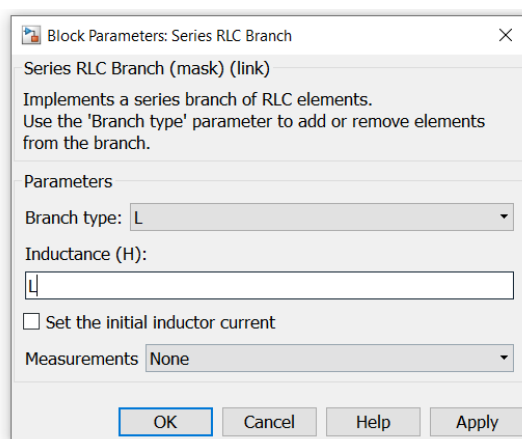 Block Parameters: Series RLC Branch
Series RLC Branch (mask) (link)
Implements a series branch of RLC elements.
Use the 'Branch type' parameter to add or remove elements
from the branch.
Parameters
Branch type: L
Inductance (H):
L
Set the initial inductor current
Measurements None
OK Cancel Help Apply